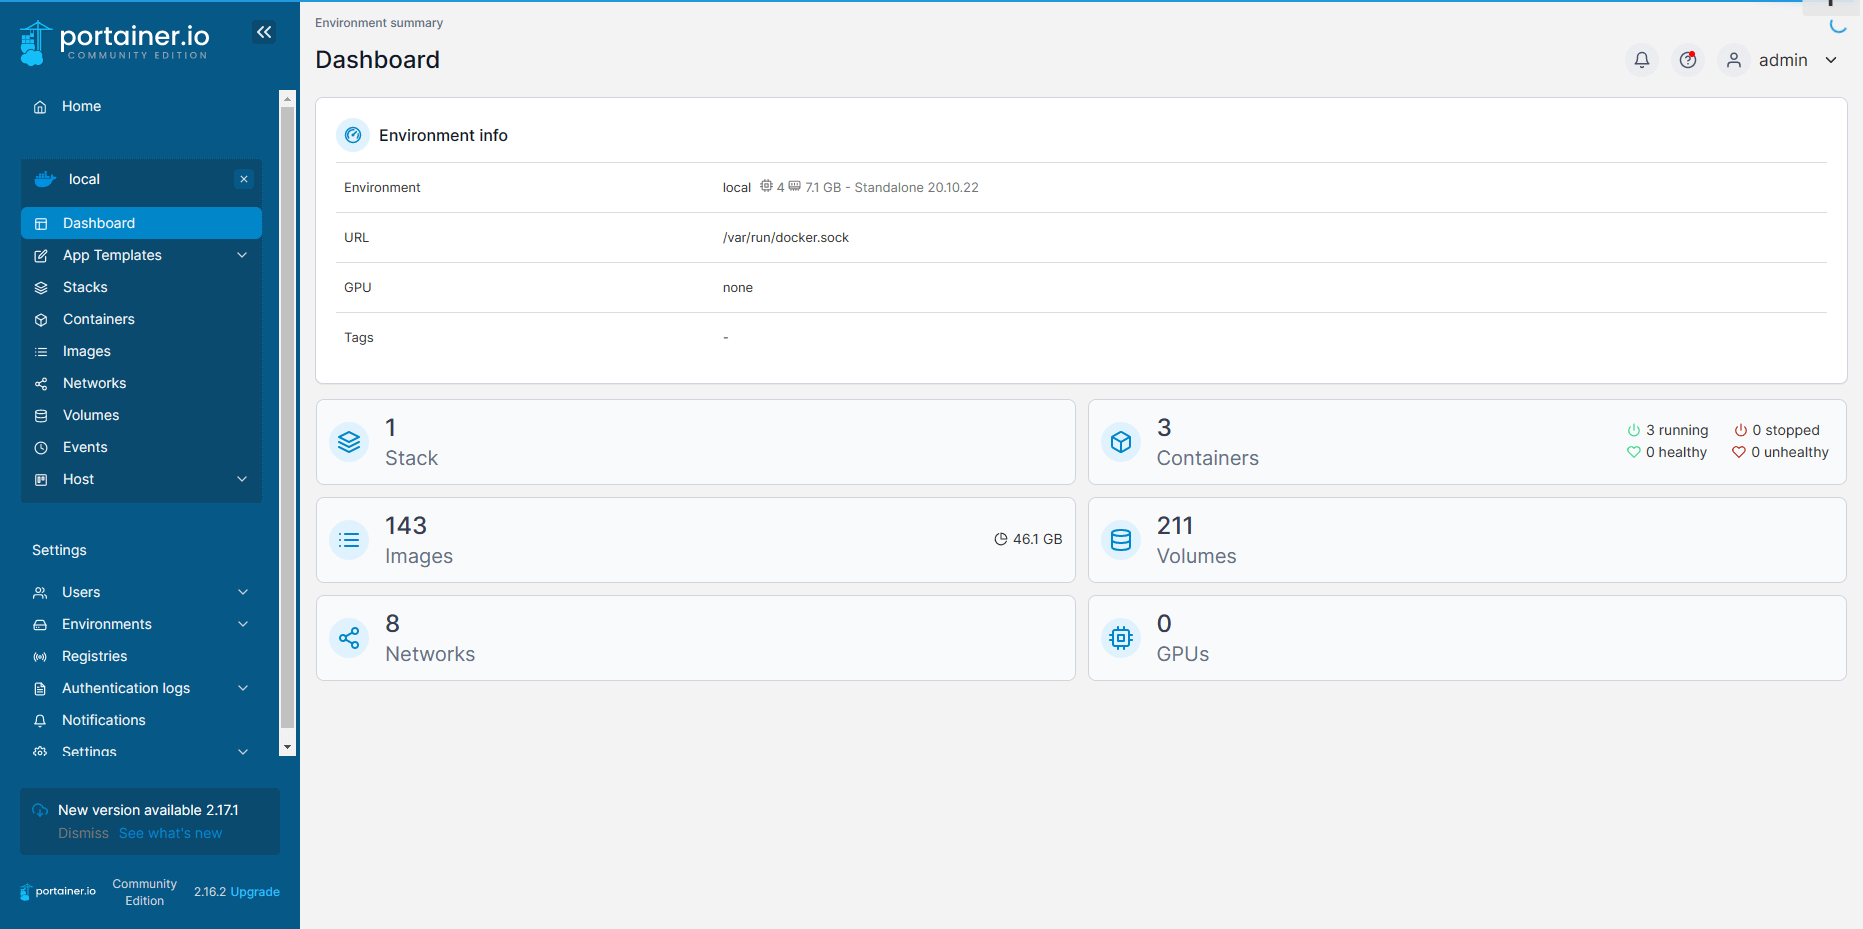 portainer.io
COMMUNITY EDITION
Home
local
Dashboard
App Templates
Stacks
Containers
Images
Networks
Volumes
Events
Host
Settings
Users
Environments
Registries
Authentication logs
Notifications
Settings
New version available 2.17.1
Dismiss See what's new
portainer.io
Community
Edition
2.16.2 Upgrade
Environment summary
Dashboard
admin
Environment info
Environment local 4 7.1 GB - Standalone 20.10.22
URL /var/run/docker.sock
GPU none
Tags -
1
Stack
3
Containers
3 running 0 stopped
0 healthy 0 unhealthy
143
Images
46.1 GB
211
Volumes
8
Networks
0
GPUs